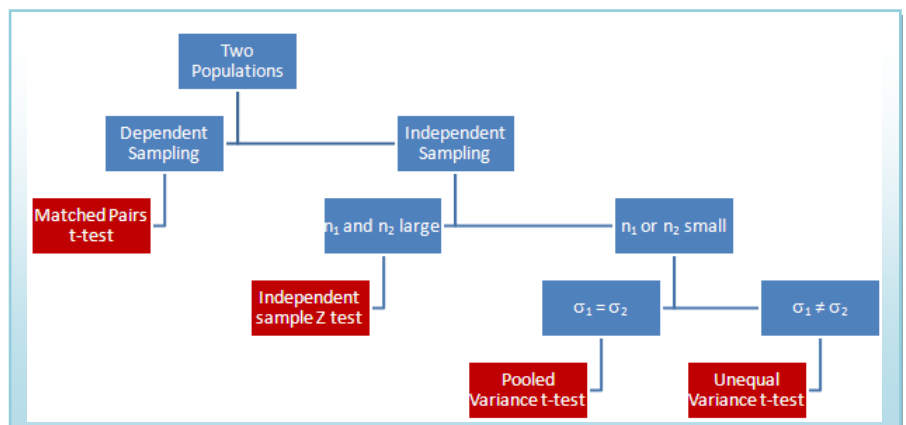 Two
Populations
Dependent
Sampling
Independent
Sampling
Matched Pairs
t-test
n₁ and n₂ large
n₁ or n₂ small
Independent
sample Z test
σ₁ = σ₂
σ₁ ≠ σ₂
Pooled
Variance t-test
Unequal
Variance t-test